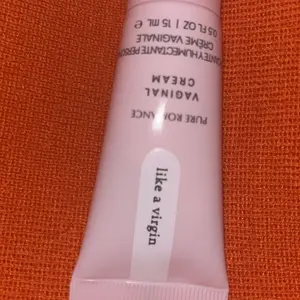 PURE ROMANCE
VAGINAL
CREAM
CRÈME VAGINALE
0.5 FL OZ | 15 mL e
like a virgin